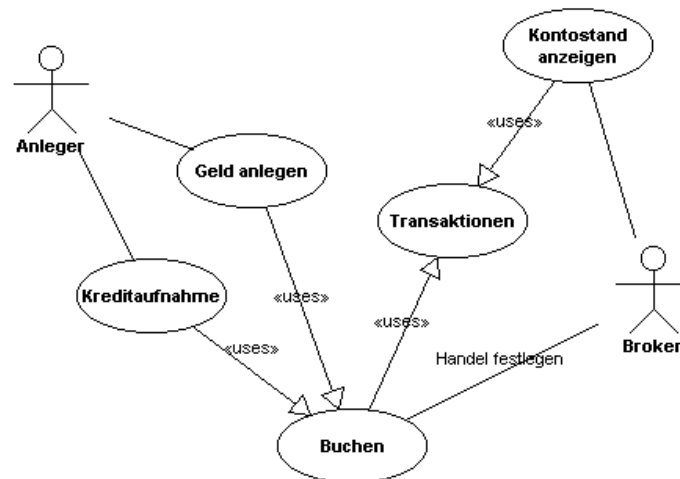 Kontostand
anzeigen
«uses»
Anleger
Geld anlegen
Transaktionen
Kreditaufnahme
«uses»
«uses»
«uses»
Broker
Handel festlegen
Buchen